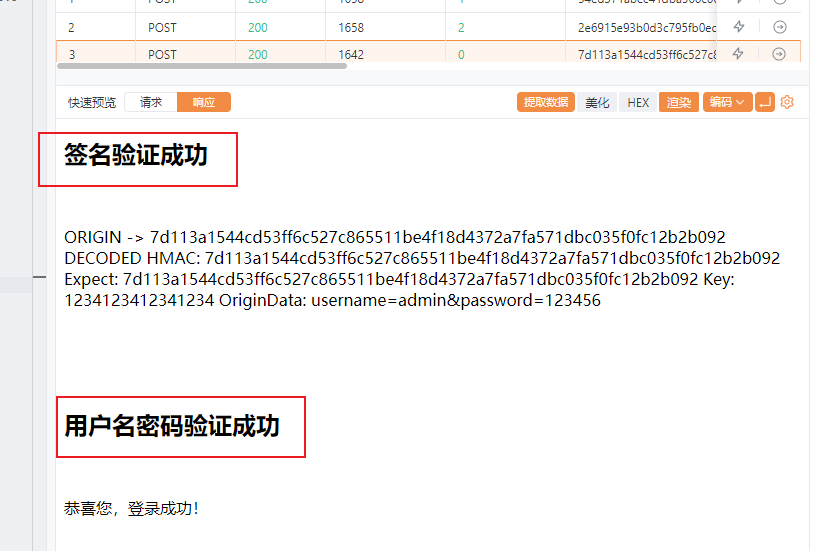 2 POST 200 1658 2 2e6915e93b0d3c795fb0ec
3 POST 200 1642 0 7d113a1544cd53ff6c527c8
快速预览 请求 响应 提取数据 美化 HEX 渲染 编码
签名验证成功
ORIGIN -> 7d113a1544cd53ff6c527c865511be4f18d4372a7fa571dbc035f0fc12b2b092
DECODED HMAC: 7d113a1544cd53ff6c527c865511be4f18d4372a7fa571dbc035f0fc12b2b092
Expect: 7d113a1544cd53ff6c527c865511be4f18d4372a7fa571dbc035f0fc12b2b092 Key:
1234123412341234 OriginData: username=admin&password=123456
用户名密码验证成功
恭喜您，登录成功！